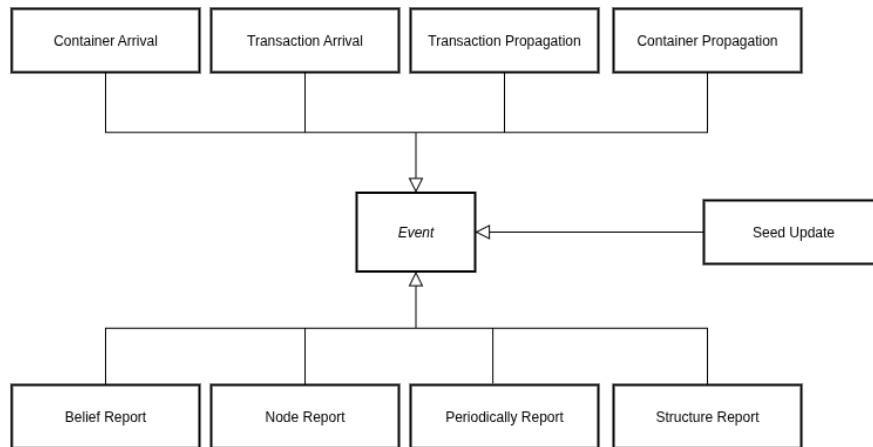 Container Arrival
Transaction Arrival
Transaction Propagation
Container Propagation
Event
Seed Update
Belief Report
Node Report
Periodically Report
Structure Report